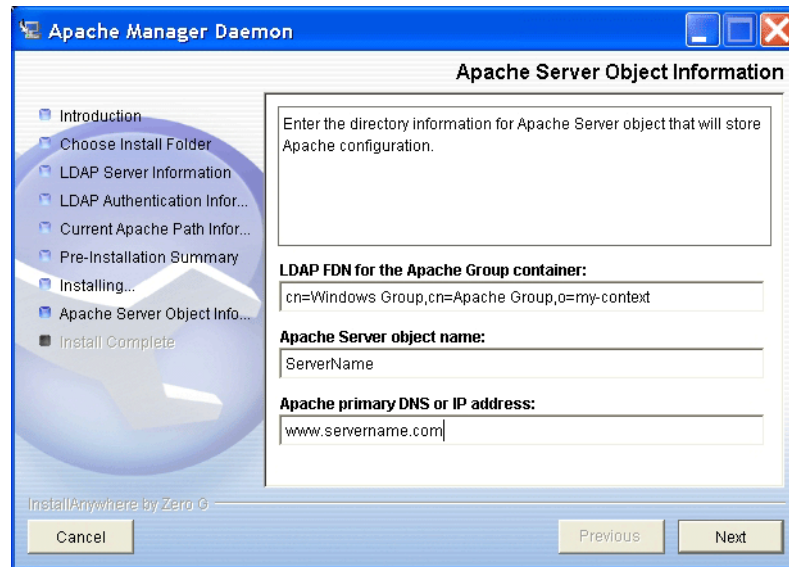 Apache Manager Daemon
Apache Server Object Information
Introduction
Choose Install Folder
LDAP Server Information
LDAP Authentication Infor...
Current Apache Path Infor...
Pre-Installation Summary
Installing...
Apache Server Object Info...
Install Complete
Enter the directory information for Apache Server object that will store
Apache configuration.
LDAP FDN for the Apache Group container:
cn=Windows Group,cn=Apache Group,o=my-context
Apache Server object name:
ServerName
Apache primary DNS or IP address:
www.servername.com
InstallAnywhere by Zero G
Cancel
Previous
Next